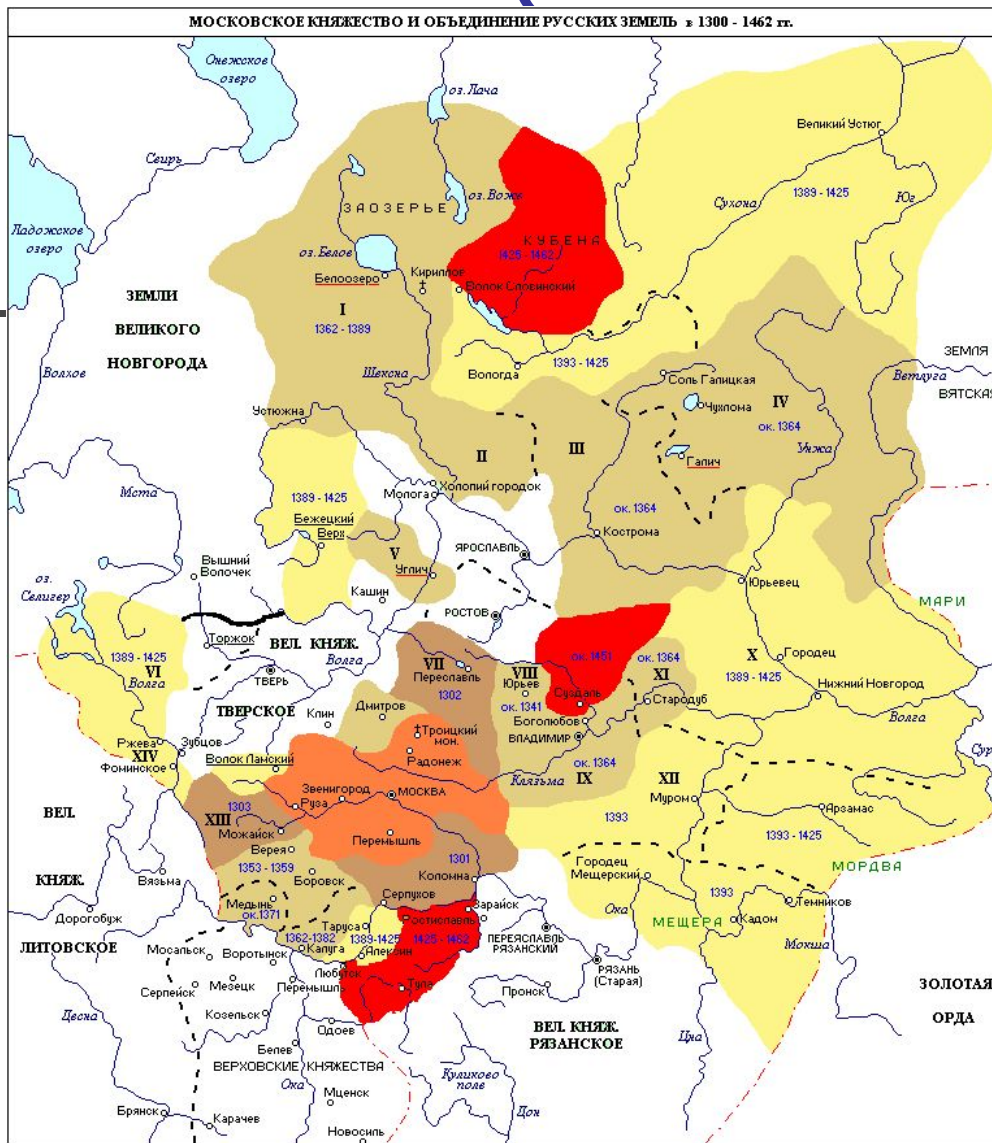 МОСКОВСКОЕ КНЯЖЕСТВО И ОБЪЕДИНЕНИЕ РУССКИХ ЗЕМЕЛЬ в 1300 - 1462 гг.
Онежское
озеро
оз. Лача
Великий Устюг
Свирь
1389 - 1425
Сухона
Юг
оз. Воже
ЗАОЗЕРЬЕ
Ладожское
озеро
КУБЕНА
1425 - 1462
оз. Белое
Кириллов
Белоозеро
Волок Словинский
ЗЕМЛИ
ВЕЛИКОГО
НОВГОРОДА
I
1362 - 1389
Волхов
Шексна
1393 - 1425
Вологда
ЗЕМЛЯ
ВЯТСКАЯ
Ветлуга
Соль Галицкая
Чухлома
IV
ок. 1364
Унжа
Устюжна
II
III
Галич
Мста
Холопий городок
Молога
1389 - 1425
ок. 1364
Бежецкий
Верх
Кострома
V
Углич
ЯРОСЛАВЛЬ
Вышний
Волочек
оз.
Селигер
Кашин
Юрьевец
МАРИ
РОСТОВ
Торжок
ВЕЛ. КНЯЖ.
Волга
1389 - 1425
VI
Волга
ТВЕРЬ
ТВЕРСКОЕ
VII
Переславль
1302
VIII
Юрьев
ок. 1341
ок. 1451
ок. 1364
XI
Стародуб
X
1389 - 1425
Городец
Нижний Новгород
Волга
Суздаль
Боголюбов
ВЛАДИМИР
ок. 1364
IX
Клязьма
Клин
Дмитров
Троицкий
мон.
Радонеж
Ржева
Зубцов
XIV
Фоминское
Волок Ламский
Сур
Звенигород
Руза
МОСКВА
XII
Муром
Арзамас
ВЕЛ.
1303
XIII
Можайск
Перемышль
1393
1393 - 1425
Верея
1301
1353 - 1359
Боровск
Коломна
Городец
Мещерский
МОРДВА
КНЯЖ.
Вязьма
Медынь
ок.1371
Серпухов
Зарайск
Ока
1393
МЕЩЕРА
Кадом
Темников
Дорогобуж
Таруса
Ростиславль
1362-1382
1389-1425
1425 - 1462
Калуга
Алексин
ПЕРЕЯСЛАВЛЬ
РЯЗАНСКИЙ
Мокша
ЛИТОВСКОЕ
Мосальск
Воротынск
Любутск
РЯЗАНЬ
(Старая)
Серпейск
Мезецк
Перемышль
Тула
Пронск
ЗОЛОТАЯ
ОРДА
Десна
Козельск
Одоев
ВЕЛ. КНЯЖ.
РЯЗАНСКОЕ
Цна
Белев
ВЕРХОВСКИЕ КНЯЖЕСТВА
Куликово
поле
Ока
Мценск
Дон
Брянск
Карачев
Новосиль